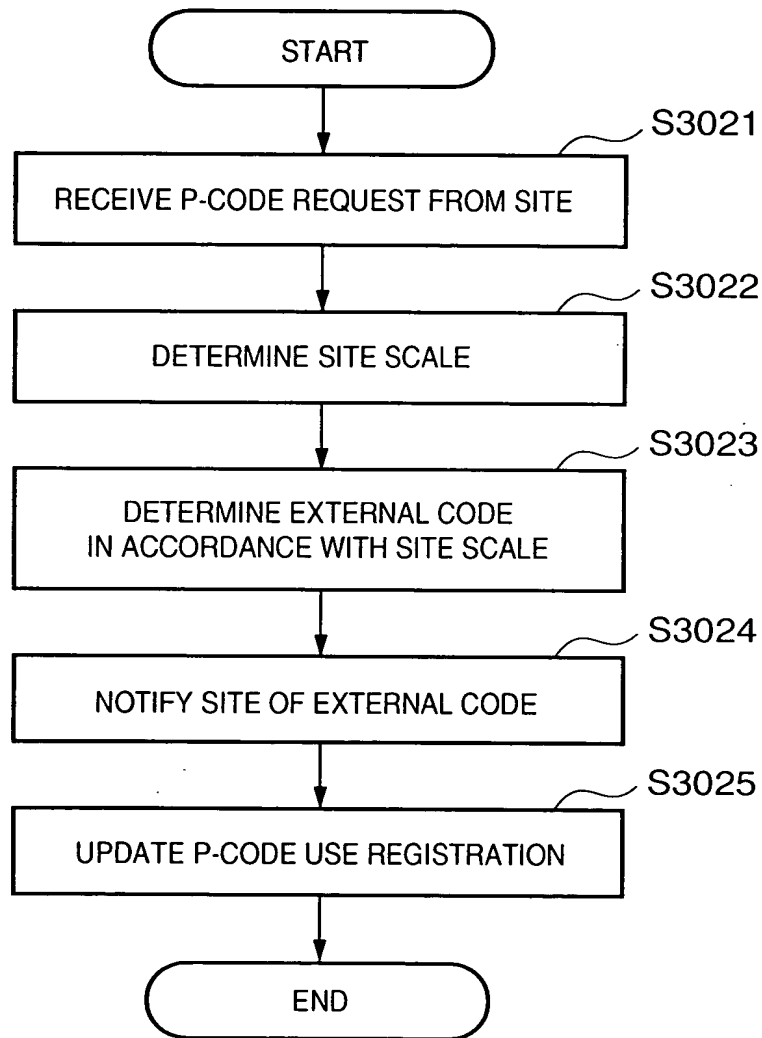 START
S3021
RECEIVE P-CODE REQUEST FROM SITE
S3022
DETERMINE SITE SCALE
S3023
DETERMINE EXTERNAL CODE
IN ACCORDANCE WITH SITE SCALE
S3024
NOTIFY SITE OF EXTERNAL CODE
S3025
UPDATE P-CODE USE REGISTRATION
END